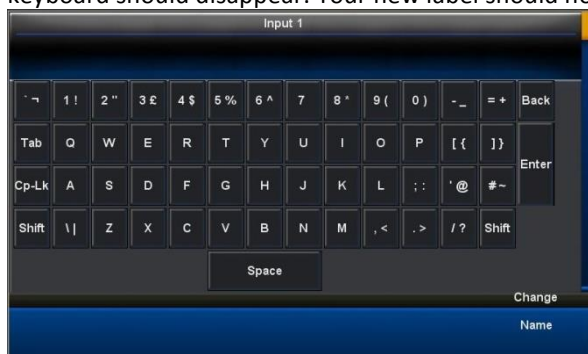 keyboard should disappear. Your new label should no
Input 1
` ¬ 1 ! 2 " 3 £ 4 $ 5 % 6 ^ 7 8 * 9 ( 0 ) - _ = + Back
Tab Q W E R T Y U I O P [ { ] } Enter
Cp-Lk A S D F G H J K L ; : ' @ # ~
Shift \ | Z X C V B N M , < . > / ? Shift
Space
Change
Name